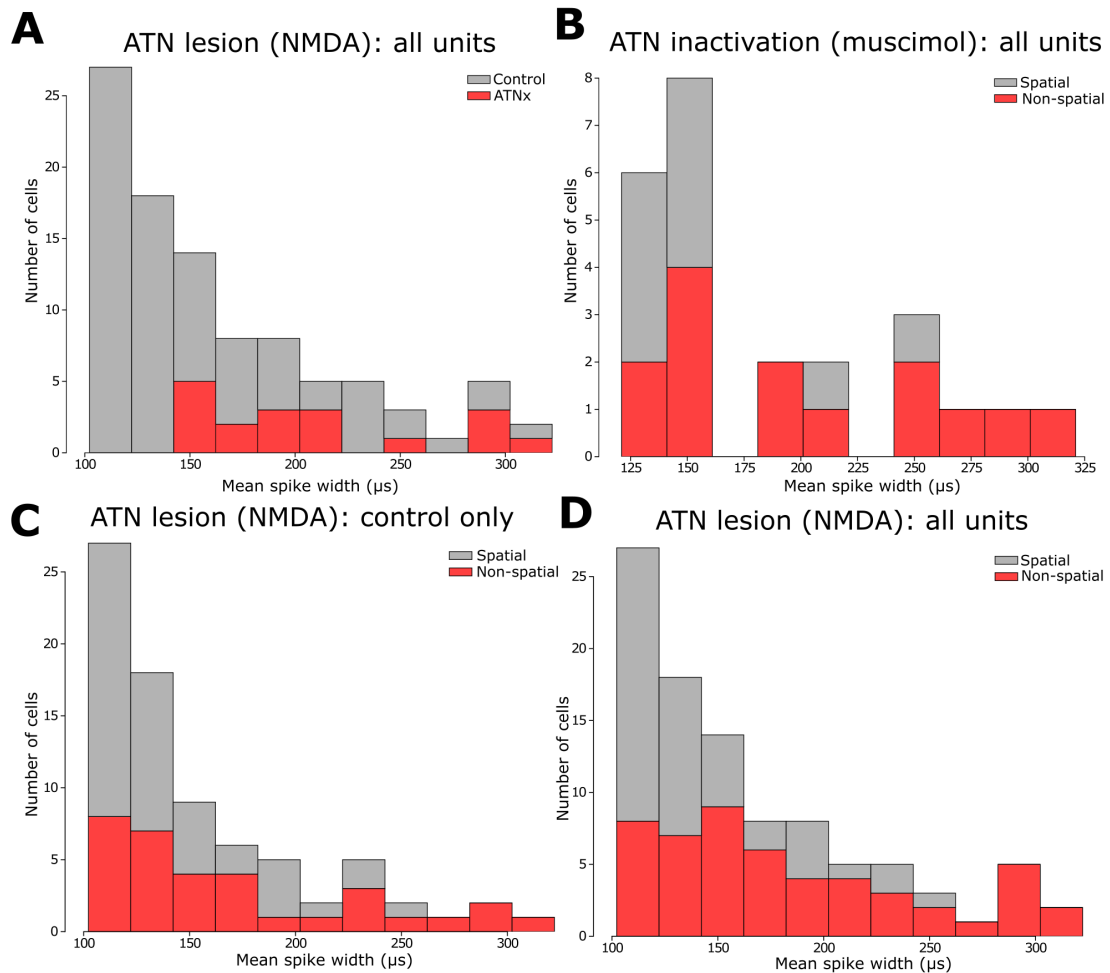 A
ATN lesion (NMDA): all units
Control
ATNx
25
20
15
10
5
0
Number of cells
100 150 200 250 300
Mean spike width (µs)
B
ATN inactivation (muscimol): all units
Spatial
Non-spatial
8
7
6
5
4
3
2
1
0
Number of cells
125 150 175 200 225 250 275 300 325
Mean spike width (µs)
C
ATN lesion (NMDA): control only
Spatial
Non-spatial
25
20
15
10
5
0
Number of cells
100 150 200 250 300
Mean spike width (µs)
D
ATN lesion (NMDA): all units
Spatial
Non-spatial
25
20
15
10
5
0
Number of cells
100 150 200 250 300
Mean spike width (µs)